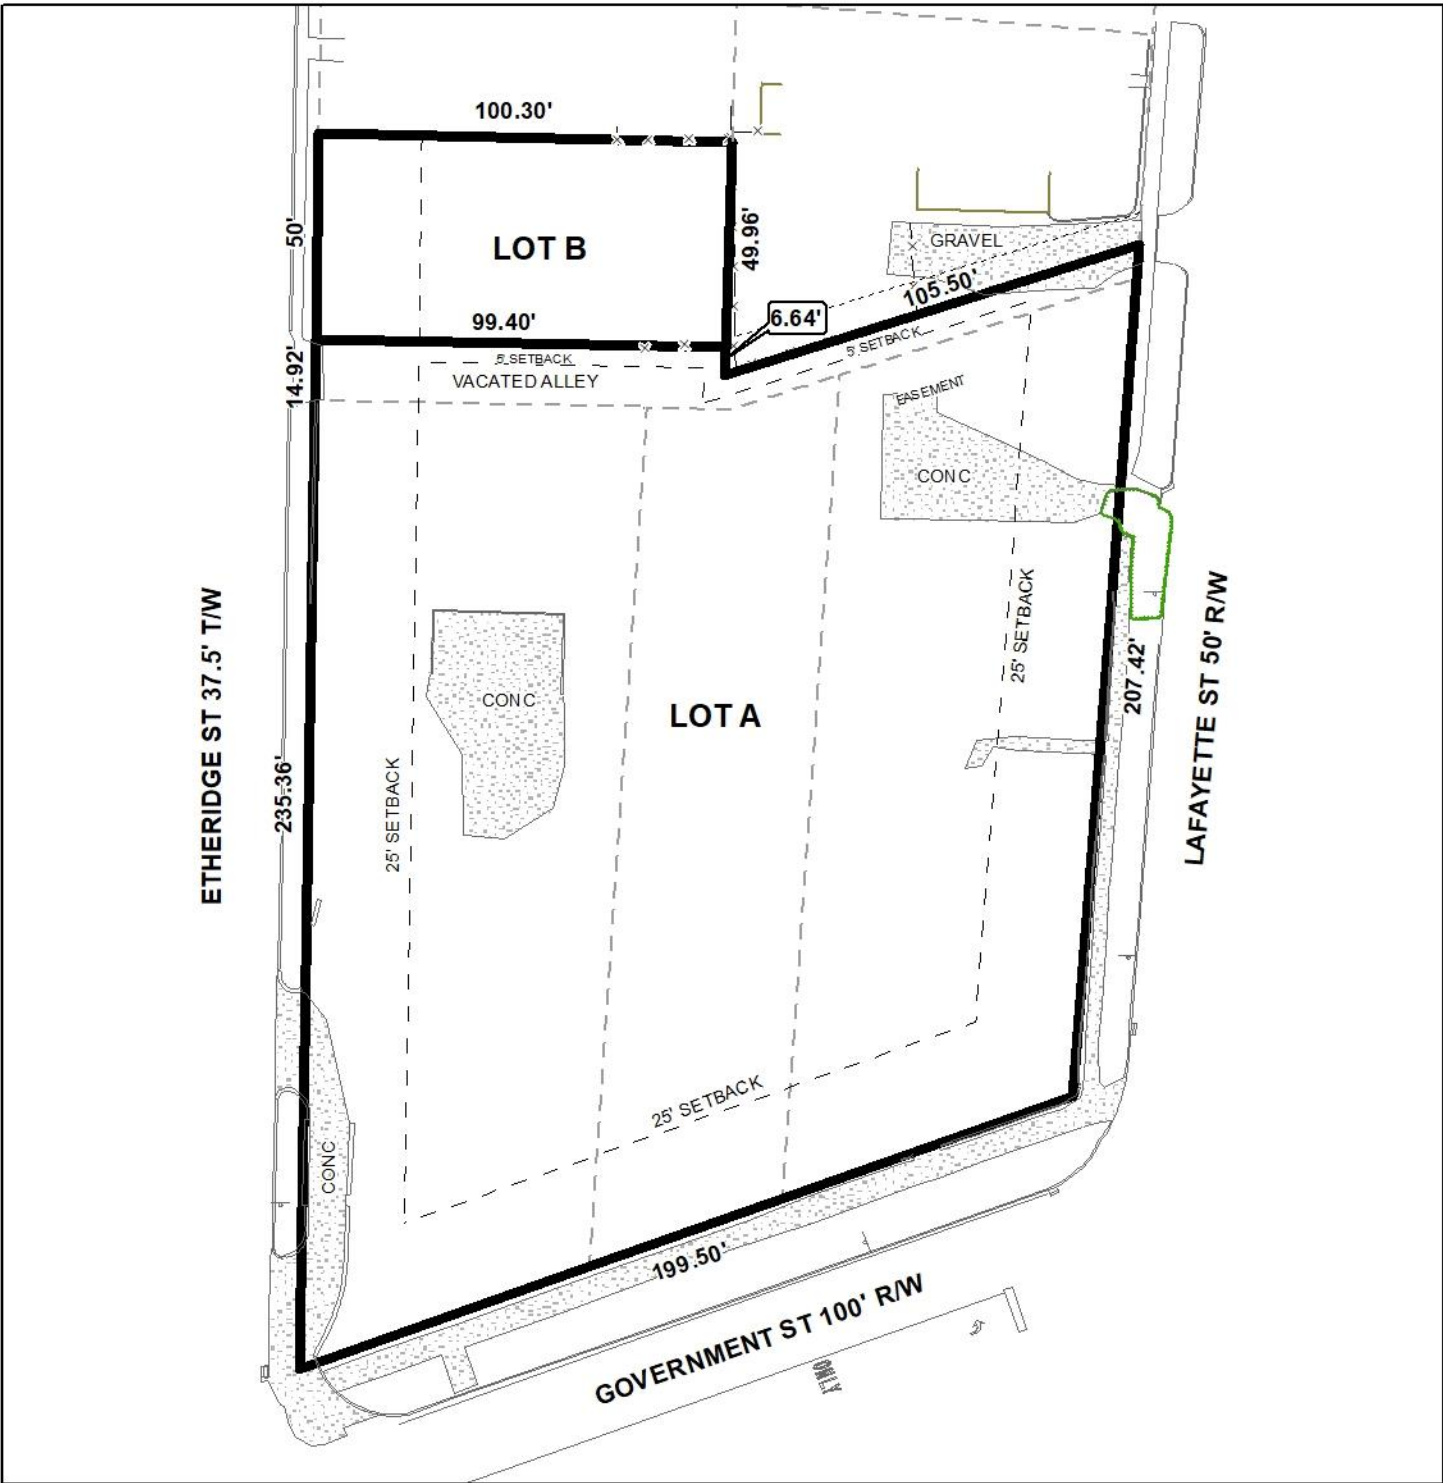 100.30'
50'
LOT B
49.96'
GRAVEL
105.50'
99.40'
6.64'
5' SETBACK
5' SETBACK
14.92'
VACATED ALLEY
EASEMENT
CONC
ETHERIDGE ST 37.5' T/W
25' SETBACK
207.42'
LAFAYETTE ST 50' R/W
CONC
LOT A
235.36'
25' SETBACK
25' SETBACK
CONC
199.50'
GOVERNMENT ST 100' R/W
ONLY